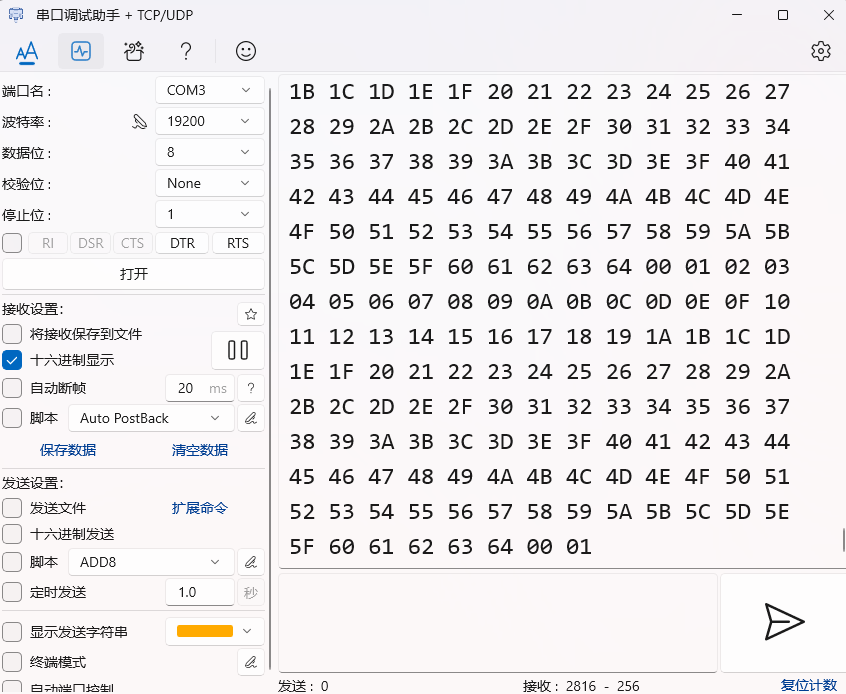 串口调试助手 + TCP/UDP
AA
?
端口名 :
COM3
波特率 :
19200
数据位 :
8
校验位 :
None
停止位 :
1
RI DSR CTS DTR RTS
打开
接收设置:
将接收保存到文件
十六进制显示
自动断帧
20 ms
?
脚本
Auto PostBack
保存数据
清空数据
发送设置:
发送文件
扩展命令
十六进制发送
脚本
ADD8
定时发送
1.0
秒
显示发送字符串
终端模式
自动端口控制
1B 1C 1D 1E 1F 20 21 22 23 24 25 26 27
28 29 2A 2B 2C 2D 2E 2F 30 31 32 33 34
35 36 37 38 39 3A 3B 3C 3D 3E 3F 40 41
42 43 44 45 46 47 48 49 4A 4B 4C 4D 4E
4F 50 51 52 53 54 55 56 57 58 59 5A 5B
5C 5D 5E 5F 60 61 62 63 64 00 01 02 03
04 05 06 07 08 09 0A 0B 0C 0D 0E 0F 10
11 12 13 14 15 16 17 18 19 1A 1B 1C 1D
1E 1F 20 21 22 23 24 25 26 27 28 29 2A
2B 2C 2D 2E 2F 30 31 32 33 34 35 36 37
38 39 3A 3B 3C 3D 3E 3F 40 41 42 43 44
45 46 47 48 49 4A 4B 4C 4D 4E 4F 50 51
52 53 54 55 56 57 58 59 5A 5B 5C 5D 5E
5F 60 61 62 63 64 00 01
发送 : 0
接收 : 2816 - 256
复位计数